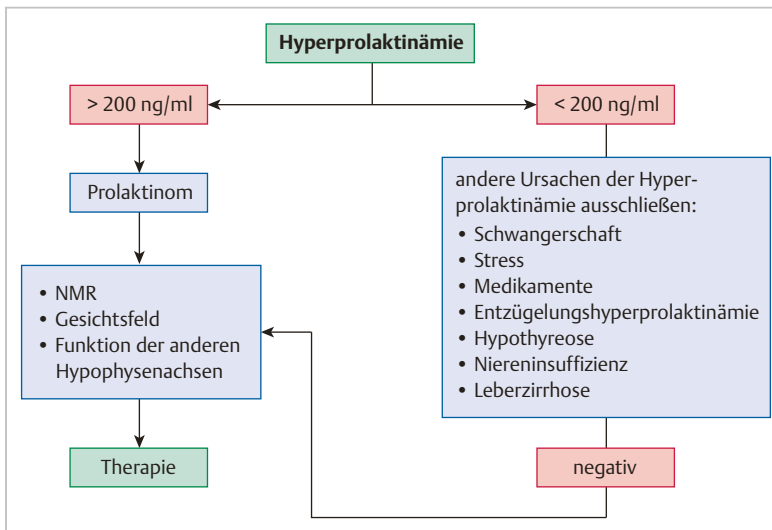 Hyperprolaktinämie
> 200 ng/ml
< 200 ng/ml
Prolaktinom
andere Ursachen der Hyper-
prolaktinämie ausschließen:
• Schwangerschaft
• Stress
• Medikamente
• Entzügelungshyperprolaktinämie
• Hypothyreose
• Niereninsuffizienz
• Leberzirrhose
• NMR
• Gesichtsfeld
• Funktion der anderen
Hypophysenachsen
Therapie
negativ